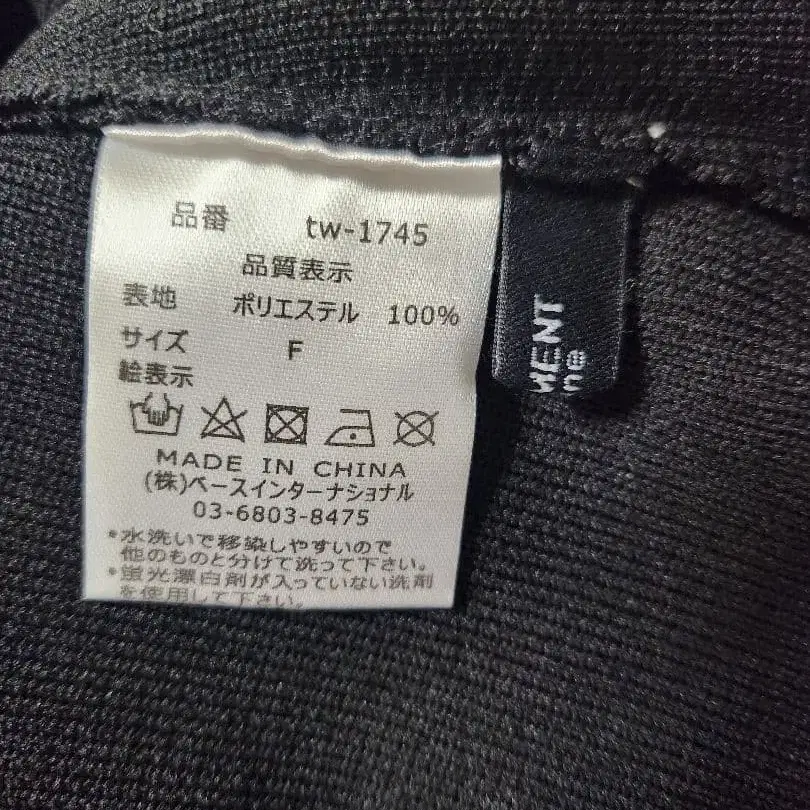 品番 tw-1745
品質表示
表地 ポリエステル 100%
サイズ F
絵表示
MADE IN CHINA
(株)ベースインターナショナル
03-6803-8475
*水洗いで移染しやすいので
他のものと分けて洗って下さい。
*蛍光漂白剤が入っていない洗剤
を使用して下さい。